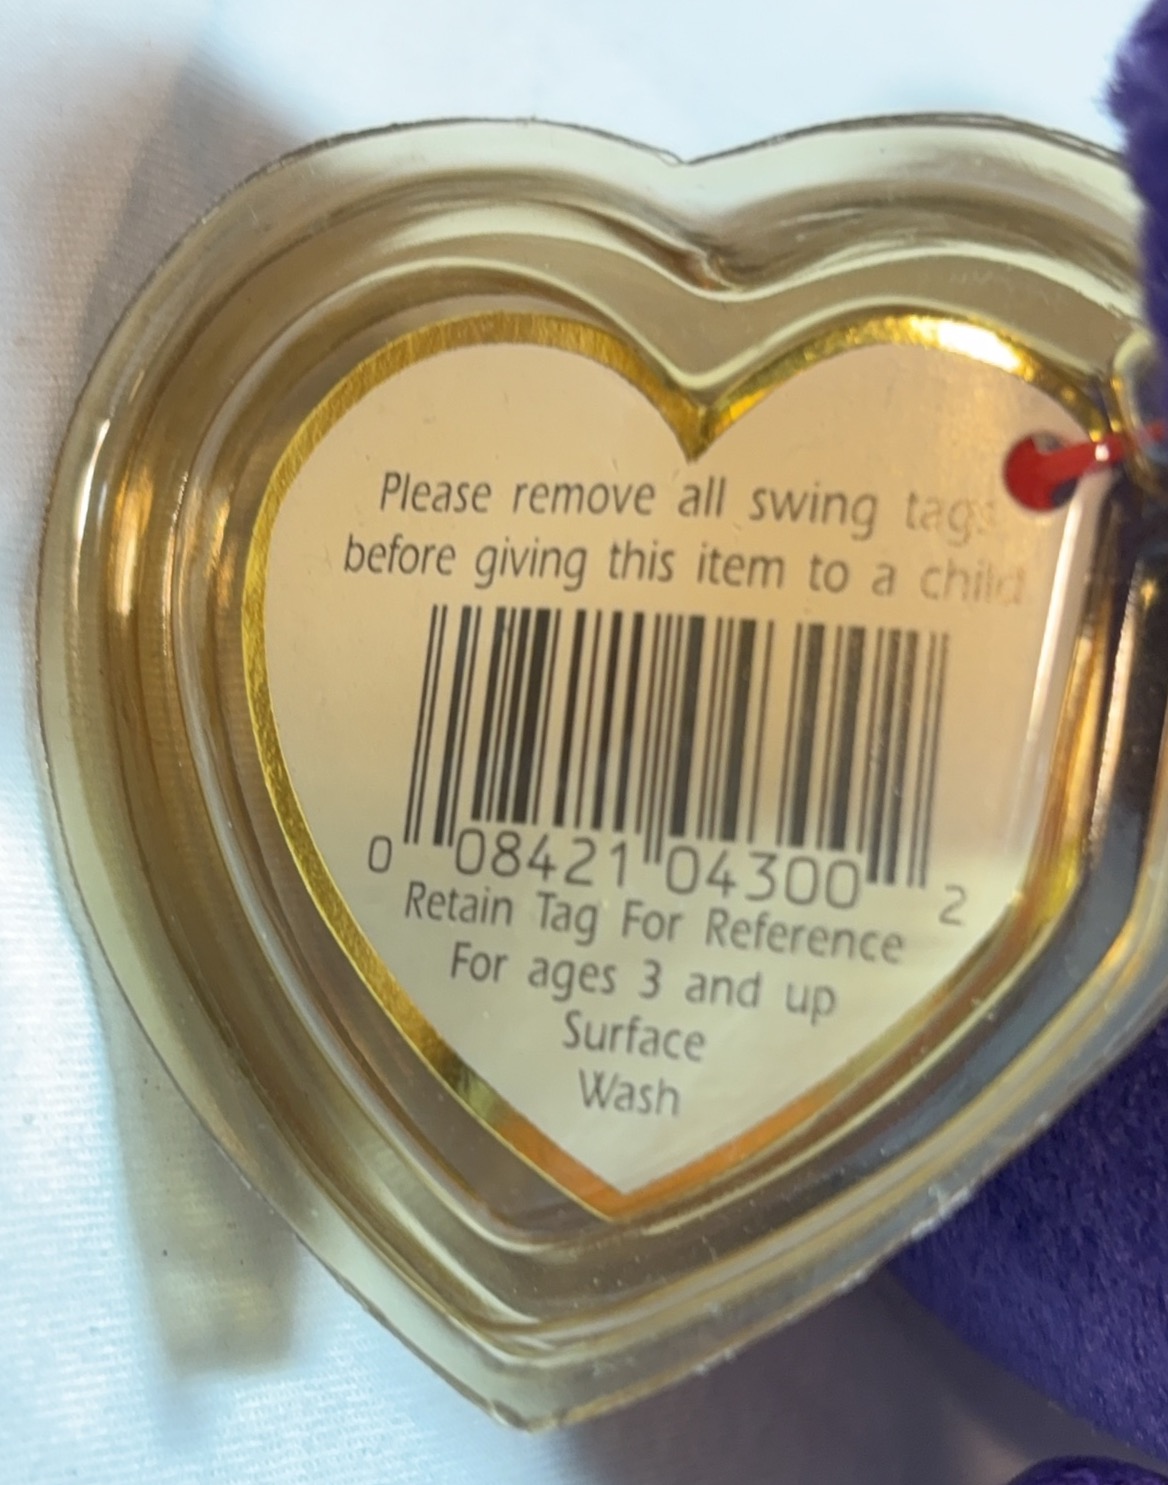 Please remove all swing tags
before giving this item to a child.
0 08421 04300 2
Retain Tag For Reference
For ages 3 and up
Surface
Wash